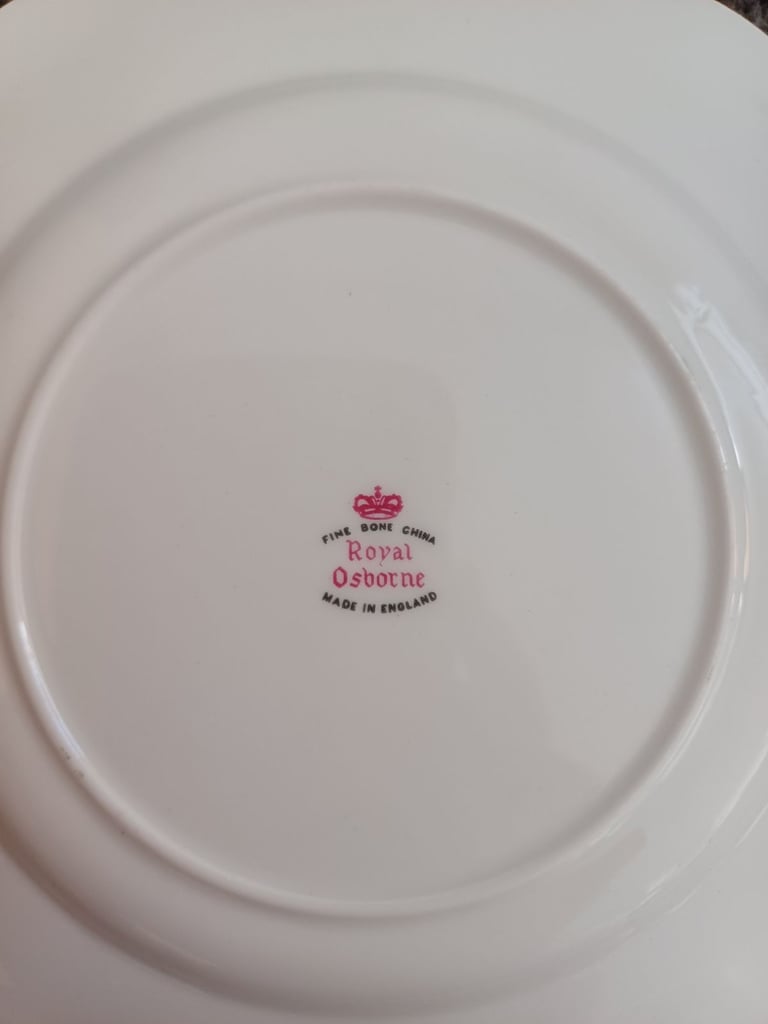 FINE BONE CHINA
Royal
Osborne
MADE IN ENGLAND